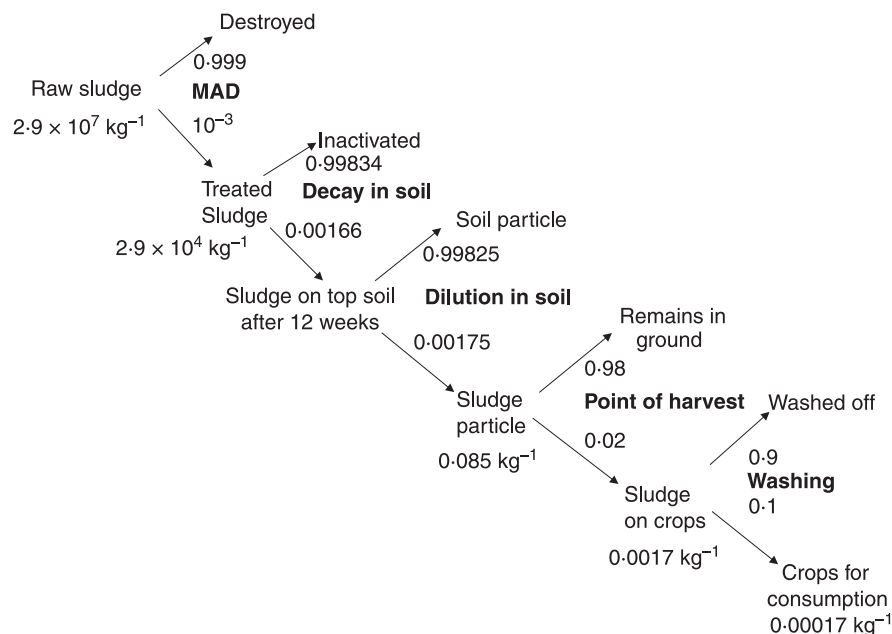 Destroyed
0·999
Raw sludge
MAD
2·9 × 10⁷ kg⁻¹
10⁻³
Inactivated
0·99834
Treated
Sludge
Decay in soil
2·9 × 10⁴ kg⁻¹
0·00166
Soil particle
0·99825
Sludge on top soil
after 12 weeks
Dilution in soil
0·00175
Remains in
ground
0·98
Sludge
particle
Point of harvest
0·085 kg⁻¹
0·02
Washed off
0·9
Washing
0·1
Sludge
on crops
0·0017 kg⁻¹
Crops for
consumption
0·00017 kg⁻¹